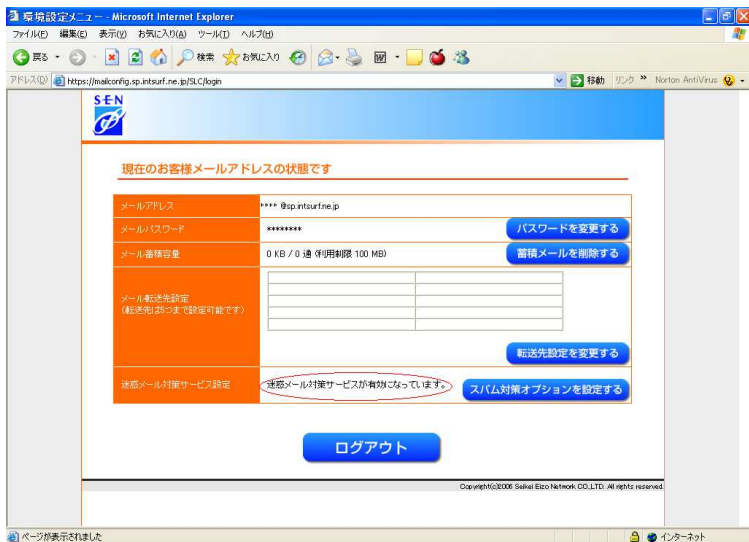 環境設定メニュー - Microsoft Internet Explorer
ファイル(F) 編集(E) 表示(V) お気に入り(A) ツール(T) ヘルプ(H)
戻る 検索 お気に入り
アドレス(D) https://mailconfig.sp.intsurf.ne.jp/SLC/login 移動 リンク » Norton AntiVirus
SEN
現在のお客様メールアドレスの状態です
メールアドレス **** @sp.intsurf.ne.jp
メールパスワード ******** パスワードを変更する
メール蓄積容量 0 KB / 0 通 (利用制限 100 MB) 蓄積メールを削除する
メール転送先設定
(転送先は5つまで設定可能です)
転送先設定を変更する
迷惑メール対策サービス設定 迷惑メール対策サービスが有効になっています。 スパム対策オプションを設定する
ログアウト
Copyright(c)2006 Seikei Eizo Network CO.,LTD. All rights reserved.
ページが表示されました インターネット